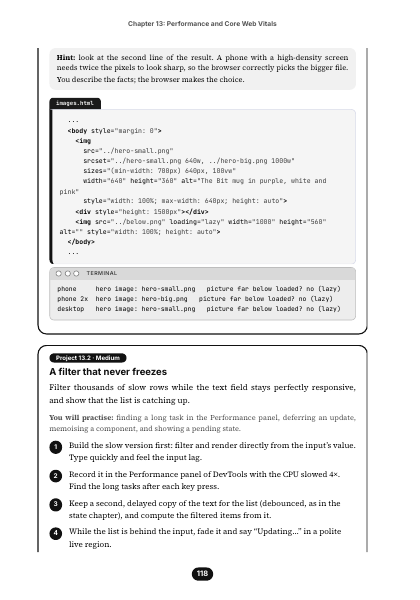 Chapter 13: Performance and Core Web Vitals
Hint: look at the second line of the result. A phone with a high-density screen
needs twice the pixels to look sharp, so the browser correctly picks the bigger file.
You describe the facts; the browser makes the choice.
images.html
...
<body style="margin: 0">
<img
src="../hero-small.png"
srcset="../hero-small.png 640w, ../hero-big.png 1000w"
sizes="(min-width: 700px) 640px, 100vw"
width="640" height="360" alt="The Bit mug in purple, white and
pink"
style="width: 100%; max-width: 640px; height: auto">
<div style="height: 1500px"></div>
<img src="../below.png" loading="lazy" width="1000" height="560"
alt="" style="width: 100%; height: auto">
</body>
...
TERMINAL
phone hero image: hero-small.png picture far below loaded? no (lazy)
phone 2x hero image: hero-big.png picture far below loaded? no (lazy)
desktop hero image: hero-small.png picture far below loaded? no (lazy)
Project 13.2 · Medium
A filter that never freezes
Filter thousands of slow rows while the text field stays perfectly responsive,
and show that the list is catching up.
You will practise: finding a long task in the Performance panel, deferring an update,
memoising a component, and showing a pending state.
1 Build the slow version first: filter and render directly from the input's value.
Type quickly and feel the input lag.
2 Record it in the Performance panel of DevTools with the CPU slowed 4×.
Find the long tasks after each key press.
3 Keep a second, delayed copy of the text for the list (debounced, as in the
state chapter), and compute the filtered items from it.
4 While the list is behind the input, fade it and say “Updating…” in a polite
live region.
118